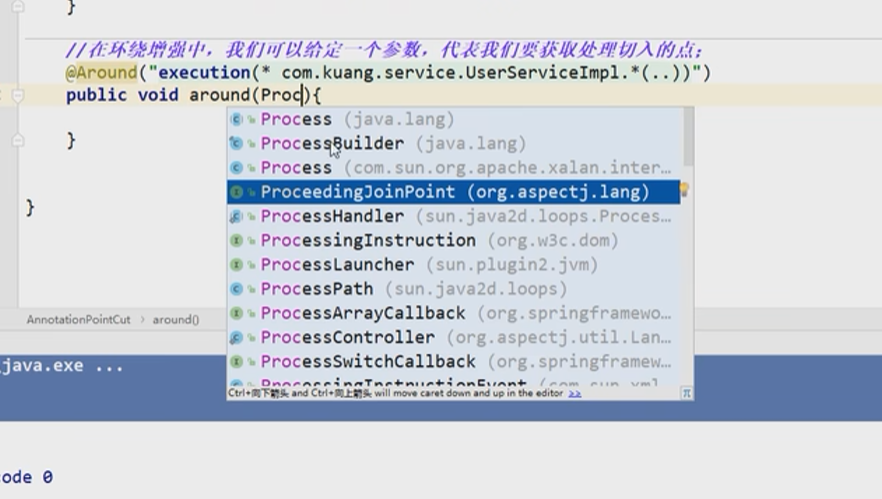 }
//在环绕增强中，我们可以给定一个参数，代表我们要获取处理切入的点；
@Around("execution(* com.kuang.service.UserServiceImpl.*(..))")
public void around(Proc){
Process (java.lang)
ProcessBuilder (java.lang)
}
Process (com.sun.org.apache.xalan.inter...
ProceedingJoinPoint (org.aspectj.lang)
}
ProcessHandler (sun.java2d.loops.Proces...
ProcessingInstruction (org.w3c.dom)
ProcessLauncher (sun.plugin2.jvm)
ProcessPath (sun.java2d.loops)
ProcessArrayCallback (org.springframewo...
AnnotationPointCut > around()
ProcessController (org.aspectj.util.Lan...
ProcessSwitchCallback (org.springframew...
java.exe ...
ProcessingInstructionEvent (com.sun.xml
Ctrl+向下箭头 and Ctrl+向上箭头 will move caret down and up in the editor >>
π
ode 0